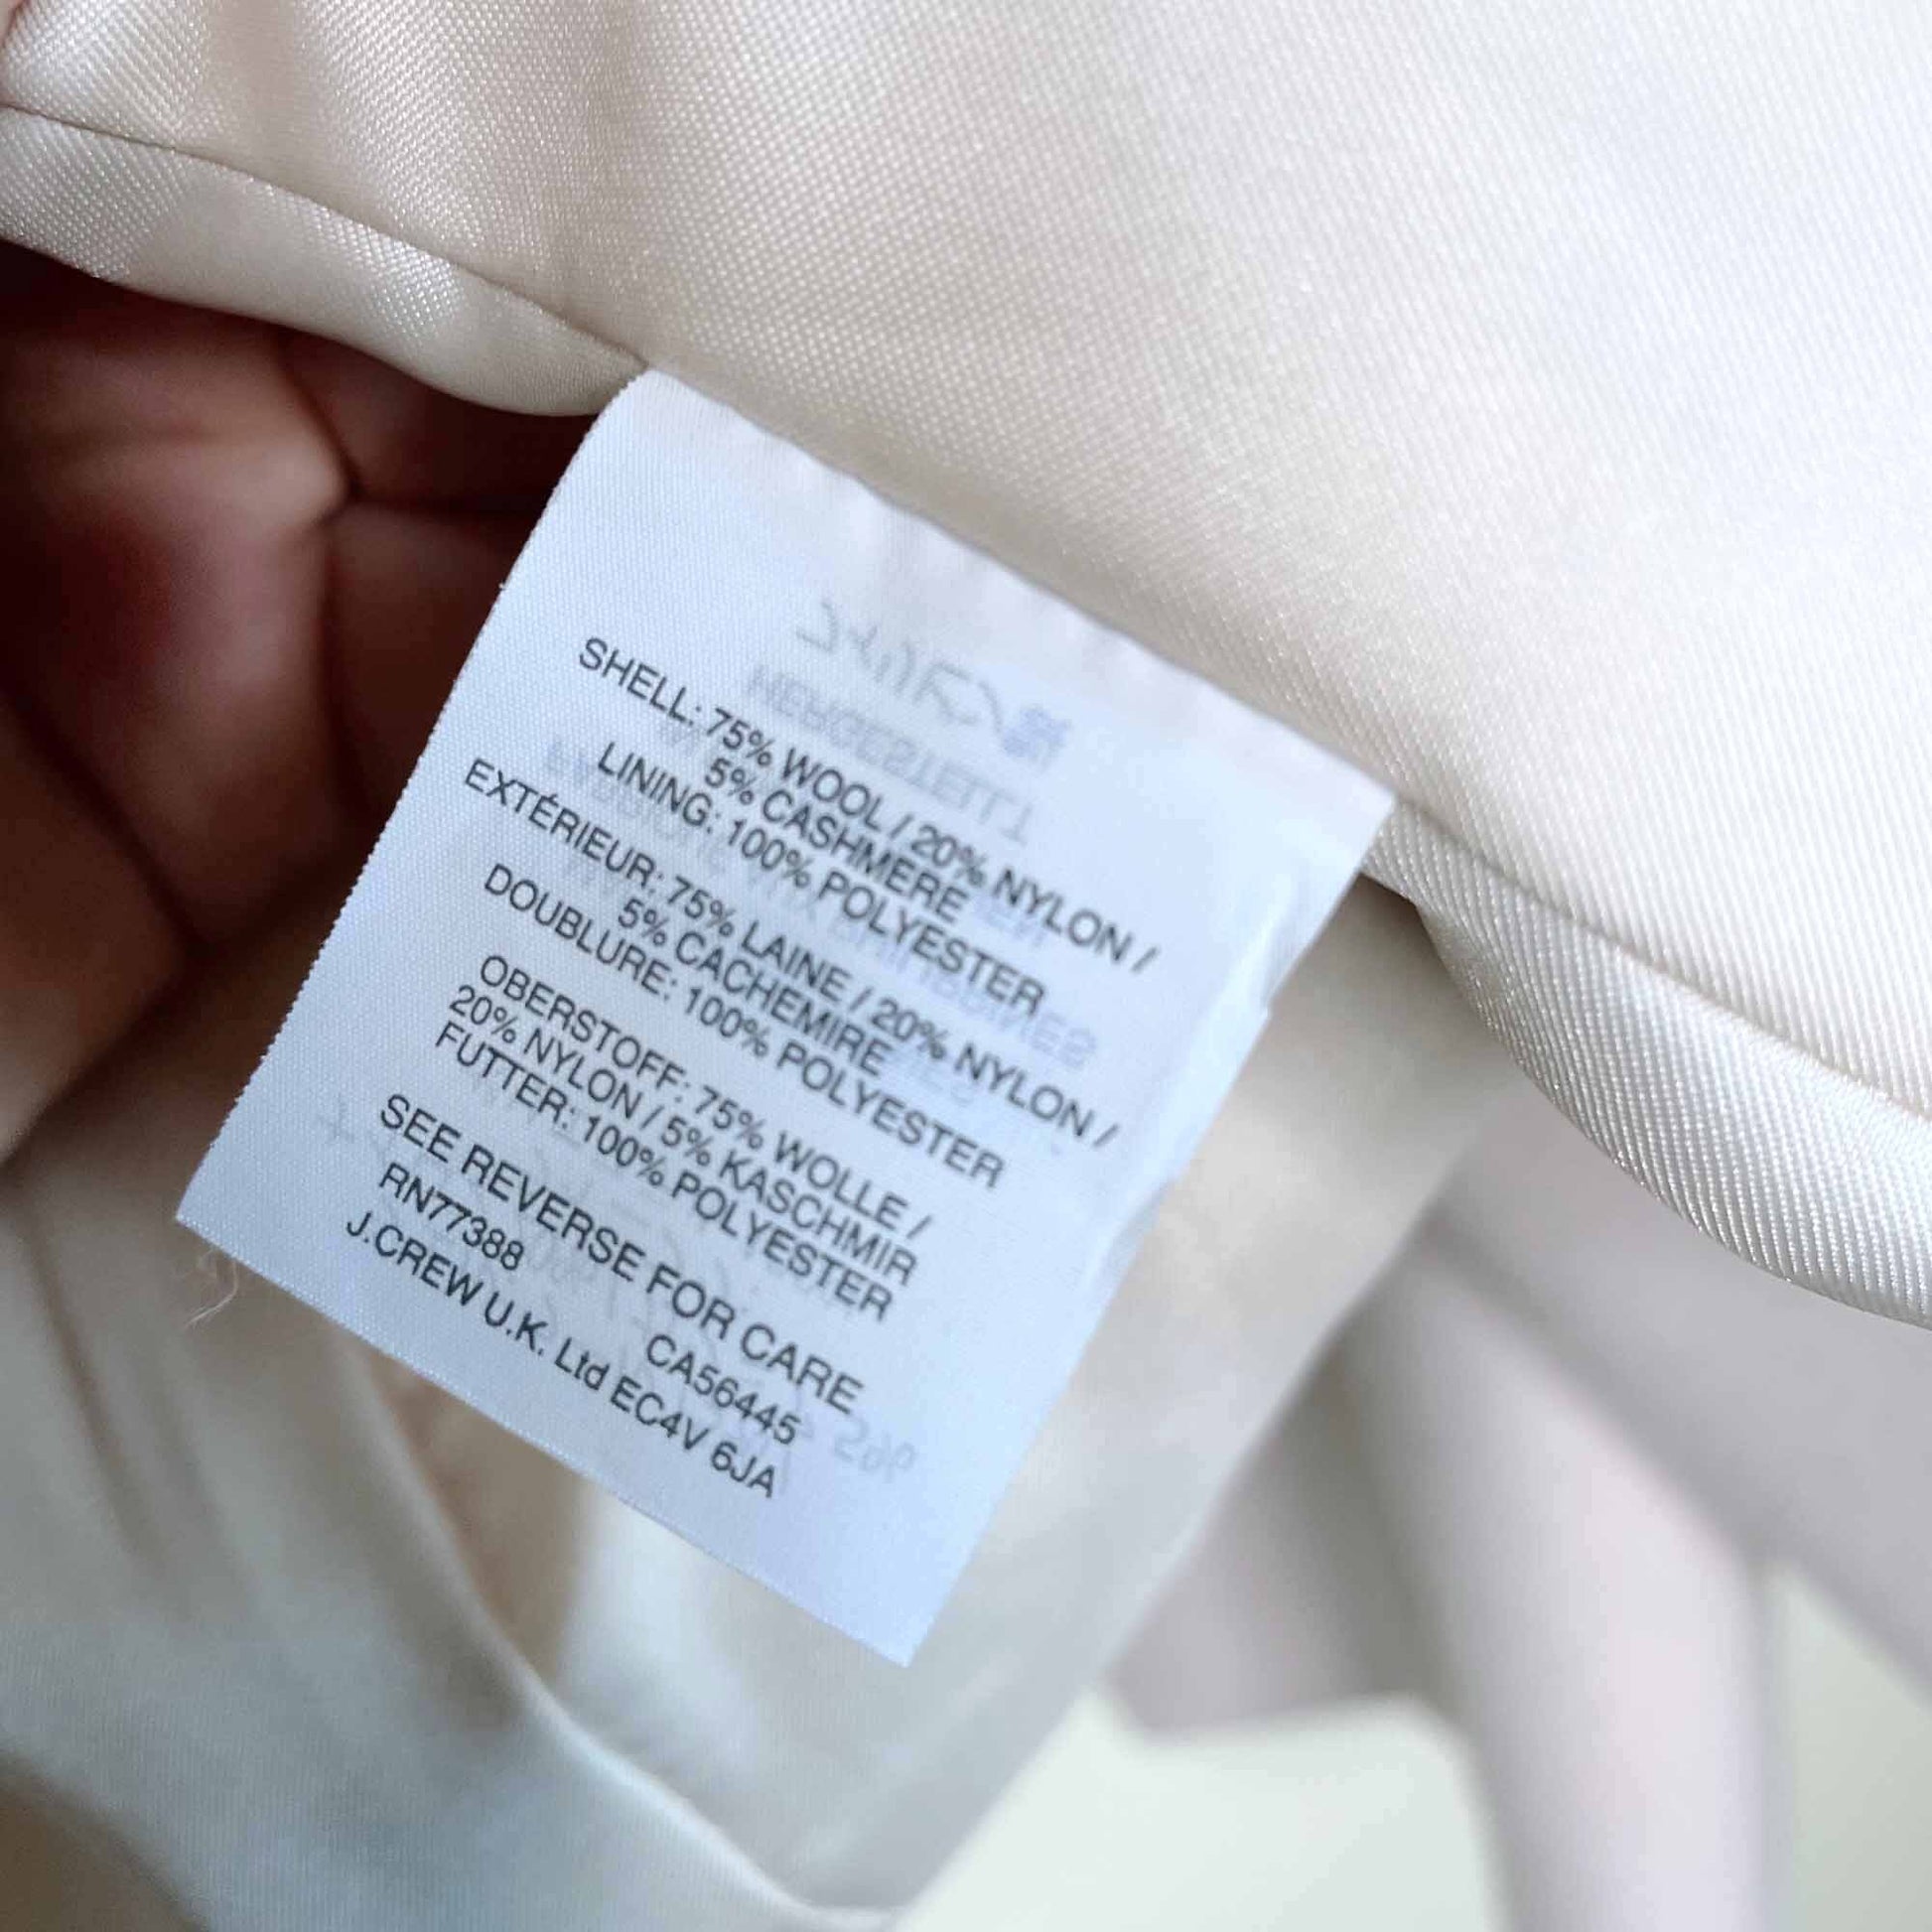 SHELL: 75% WOOL / 20% NYLON /
5% CASHMERE
LINING: 100% POLYESTER
EXTÉRIEUR: 75% LAINE / 20% NYLON /
5% CACHEMIRE
DOUBLURE: 100% POLYESTER
OBERSTOFF: 75% WOLLE /
20% NYLON / 5% KASCHMIR
FUTTER: 100% POLYESTER
SEE REVERSE FOR CARE
RN77388 CA56445
J.CREW U.K. Ltd EC4V 6JA